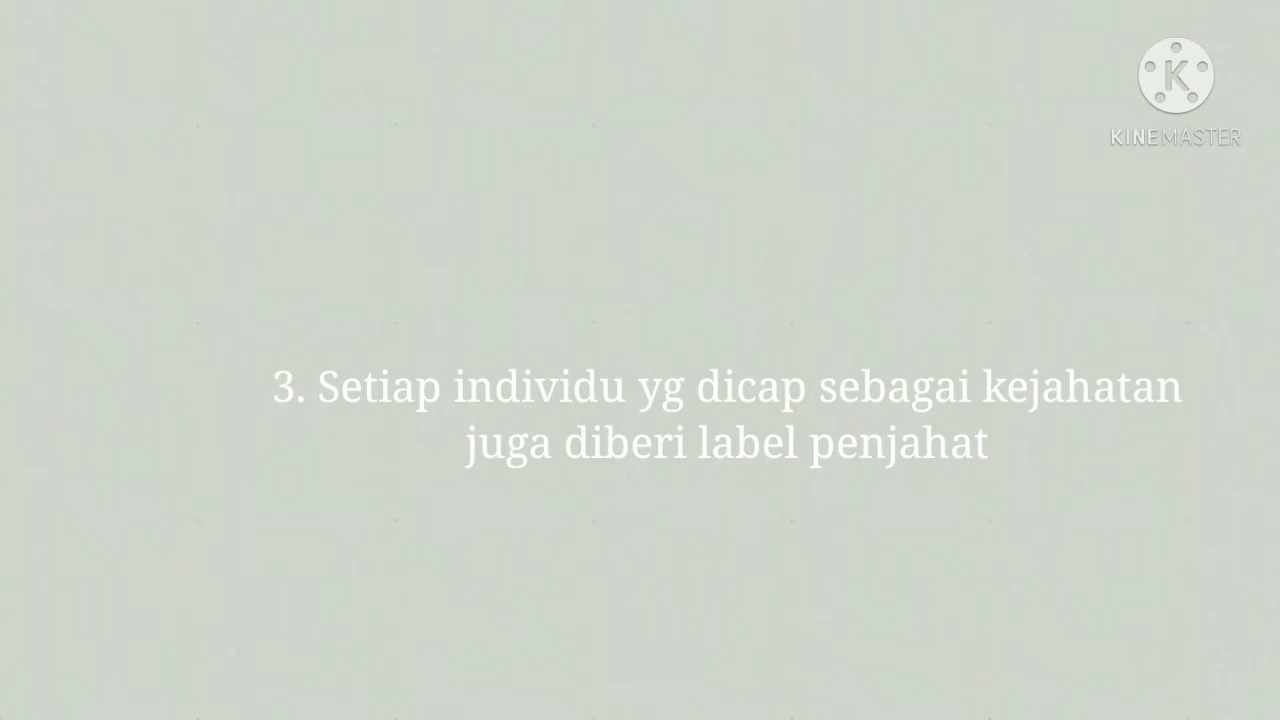 K
KINEMASTER
3. Setiap individu yg dicap sebagai kejahatan
juga diberi label penjahat